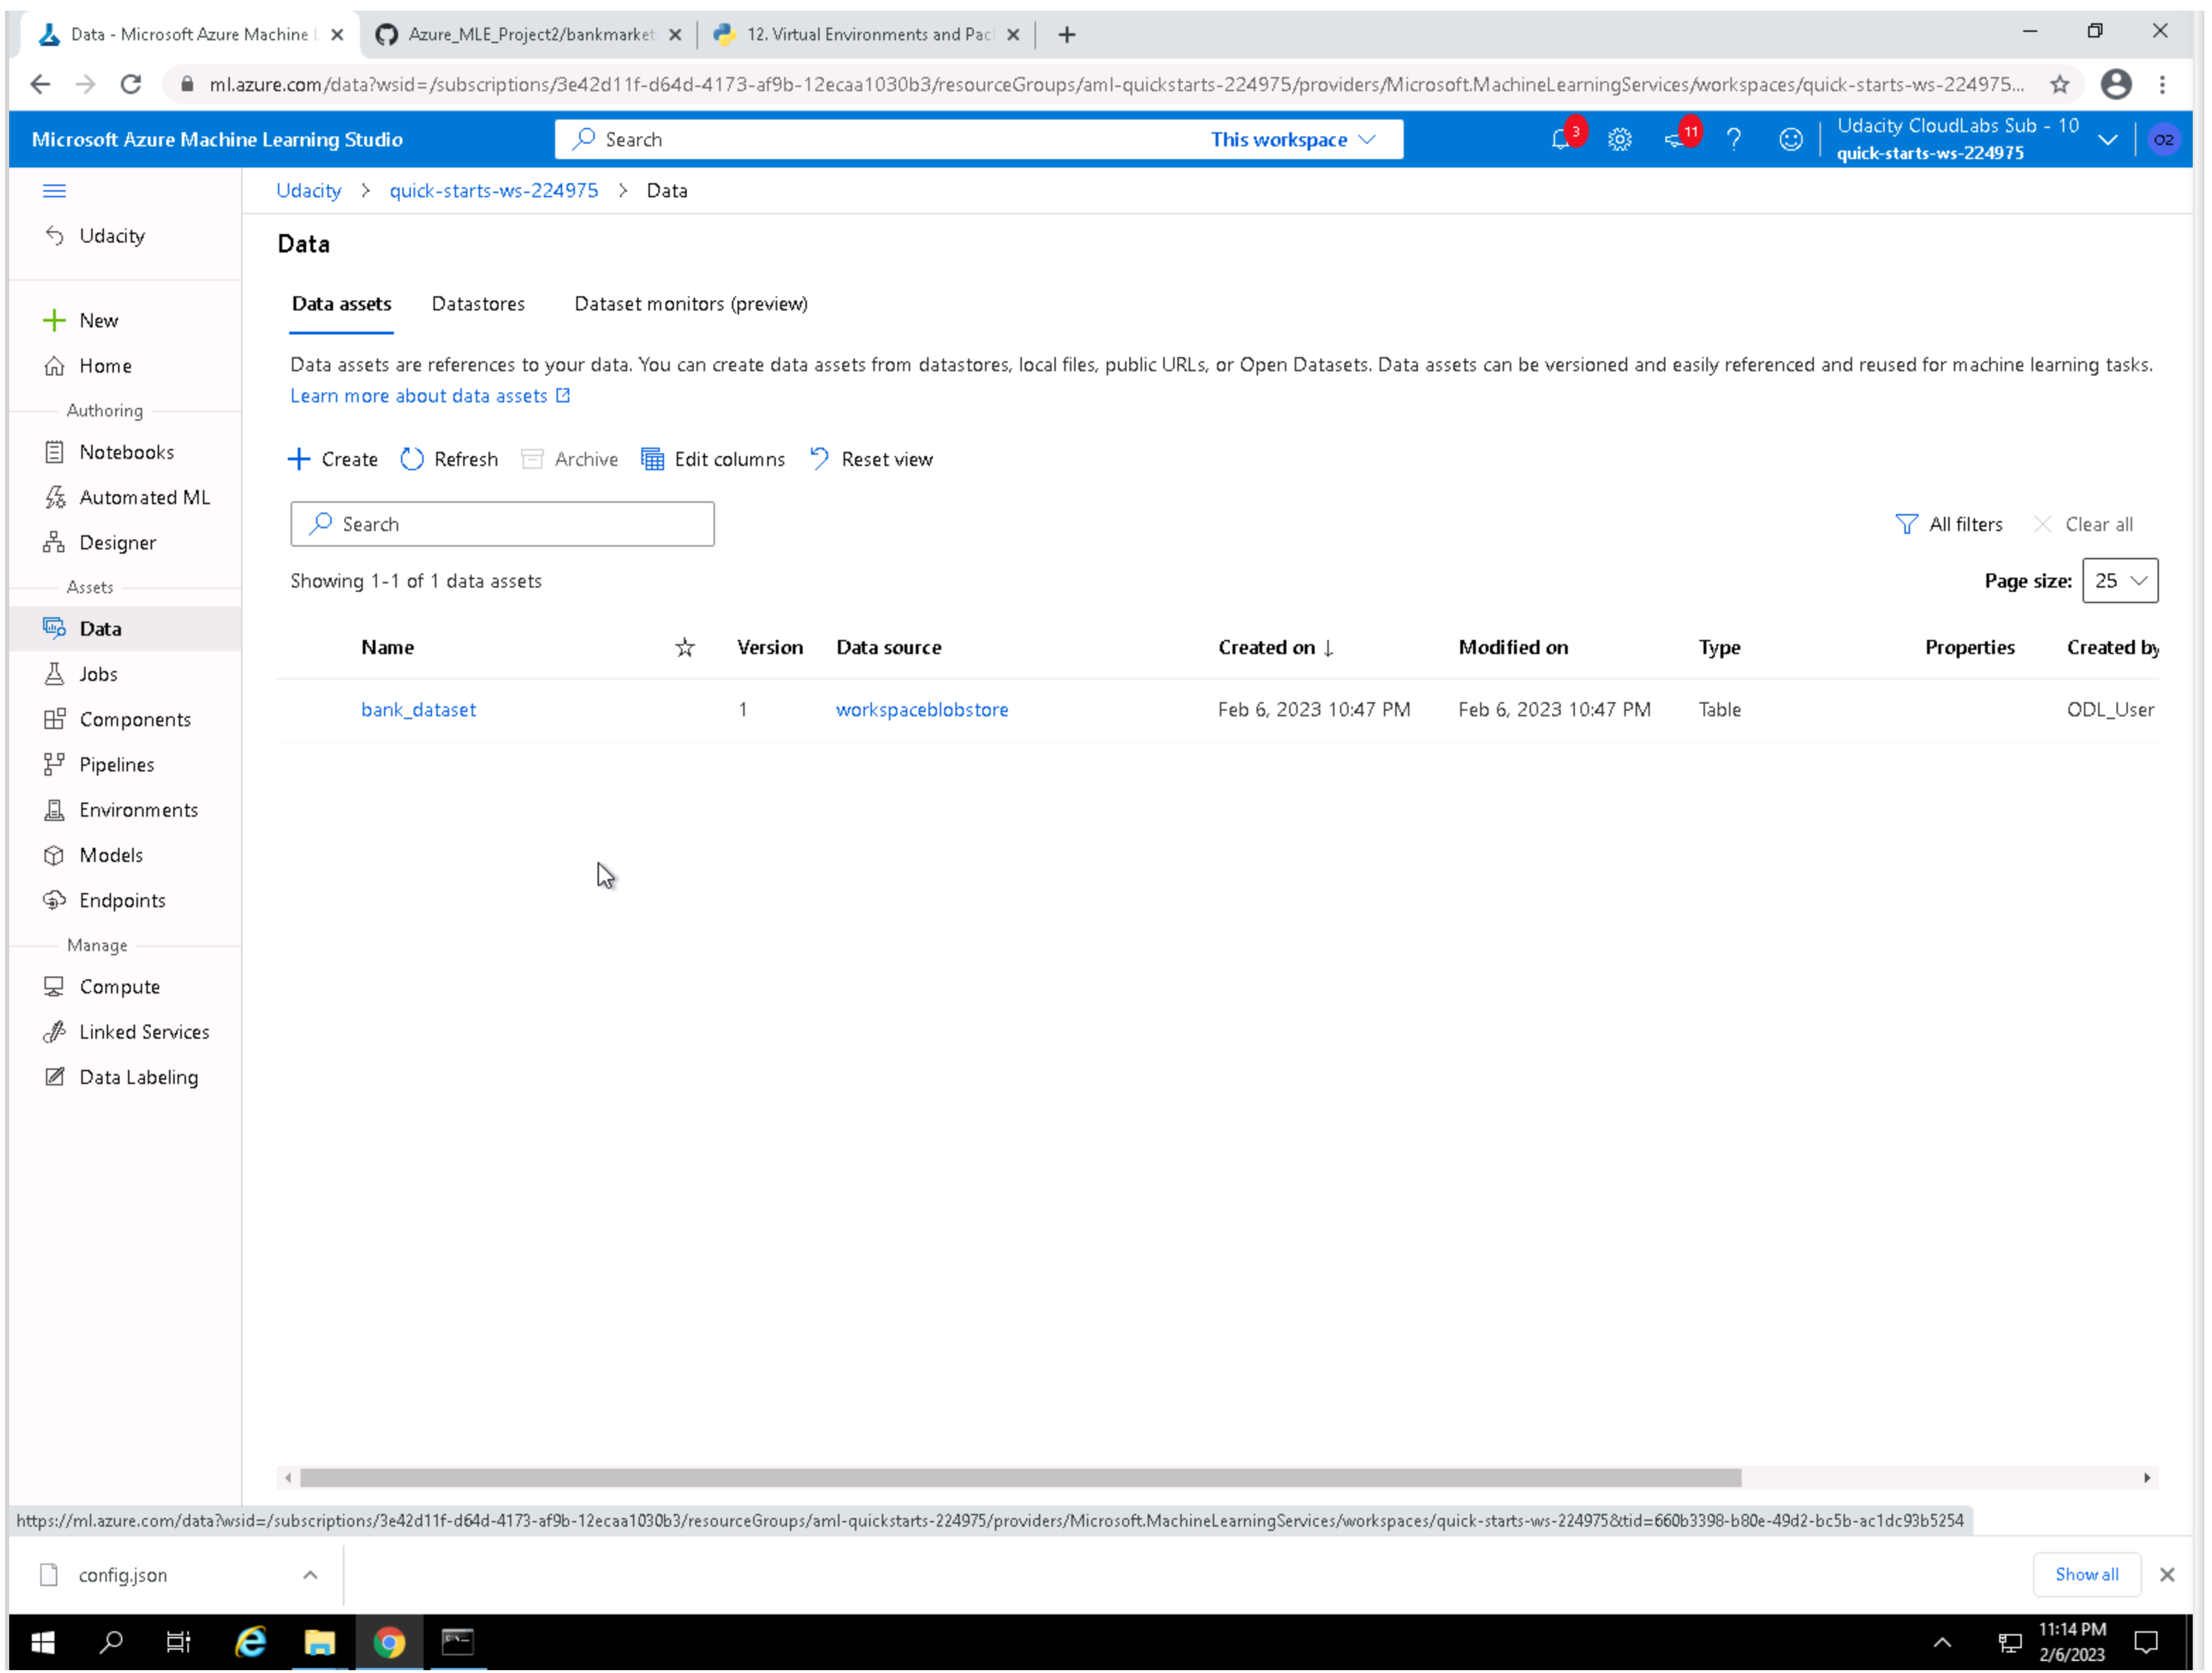 Data - Microsoft Azure Machine L
Azure_MLE_Project2/bankmarket
12. Virtual Environments and Pac
ml.azure.com/data?wsid=/subscriptions/3e42d11f-d64d-4173-af9b-12ecaa1030b3/resourceGroups/aml-quickstarts-224975/providers/Microsoft.MachineLearningServices/workspaces/quick-starts-ws-224975...
Microsoft Azure Machine Learning Studio
Search
This workspace
3
11
?
Udacity CloudLabs Sub - 10
quick-starts-ws-224975
O2
Udacity > quick-starts-ws-224975 > Data
Udacity
New
Home
Authoring
Notebooks
Automated ML
Designer
Assets
Data
Jobs
Components
Pipelines
Environments
Models
Endpoints
Manage
Compute
Linked Services
Data Labeling
Data
Data assets Datastores Dataset monitors (preview)
Data assets are references to your data. You can create data assets from datastores, local files, public URLs, or Open Datasets. Data assets can be versioned and easily referenced and reused for machine learning tasks.
Learn more about data assets
Create Refresh Archive Edit columns Reset view
Search
All filters Clear all
Showing 1-1 of 1 data assets
Page size: 25
Name Version Data source Created on ↓ Modified on Type Properties Created by
bank_dataset 1 workspaceblobstore Feb 6, 2023 10:47 PM Feb 6, 2023 10:47 PM Table ODL_User
https://ml.azure.com/data?wsid=/subscriptions/3e42d11f-d64d-4173-af9b-12ecaa1030b3/resourceGroups/aml-quickstarts-224975/providers/Microsoft.MachineLearningServices/workspaces/quick-starts-ws-224975&tid=660b3398-b80e-49d2-bc5b-ac1dc93b5254
config.json
Show all
11:14 PM
2/6/2023